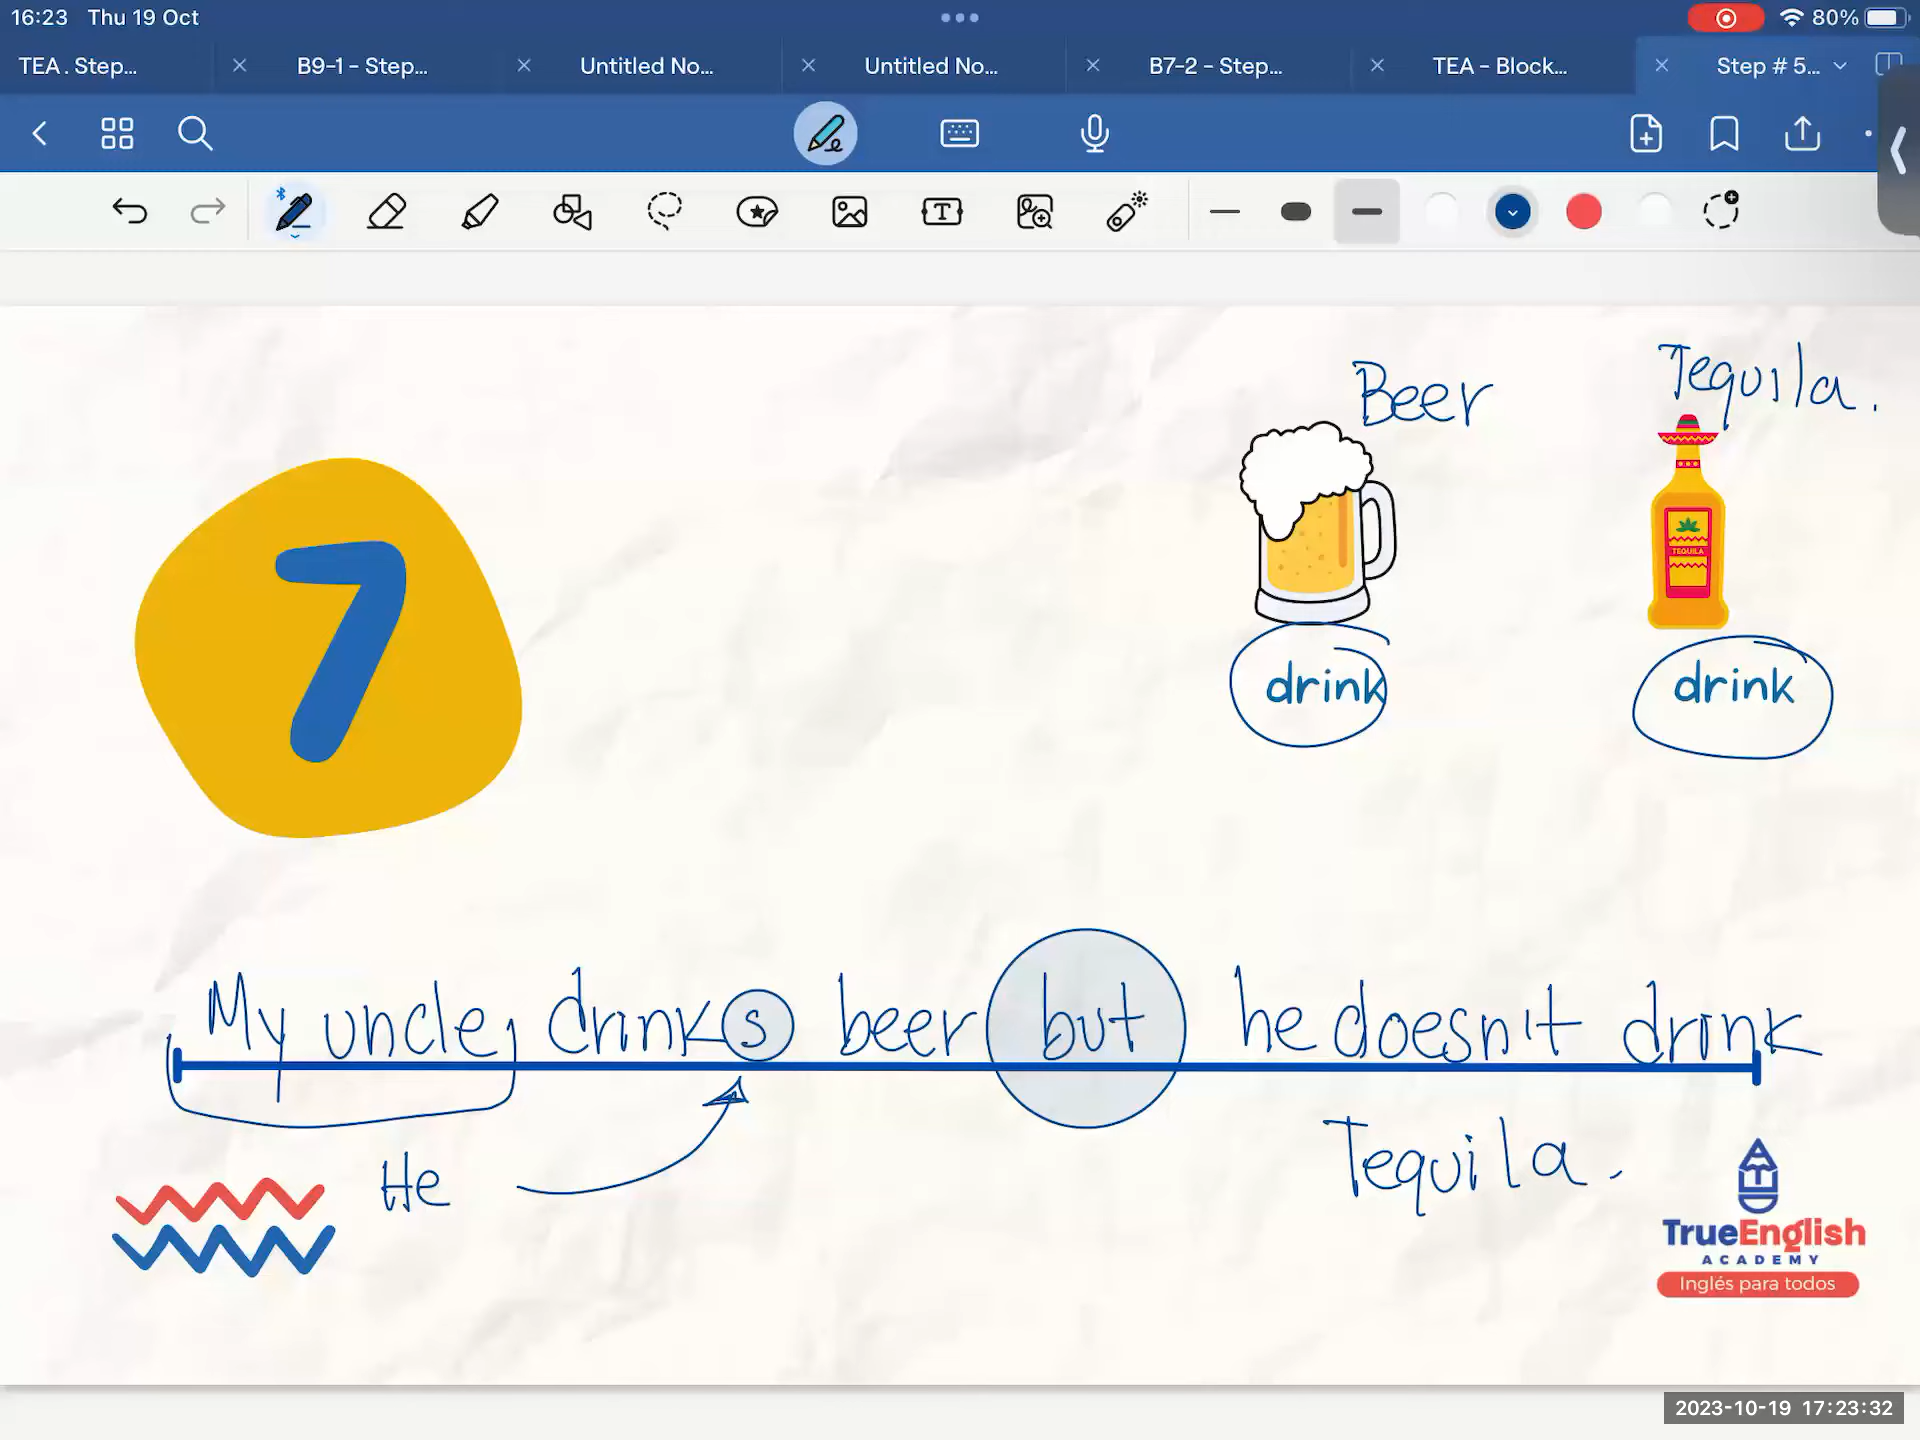 16:23 Thu 19 Oct 80%
TEA . Step... B9-1 - Step... Untitled No... Untitled No... B7-2 - Step... TEA - Block... Step # 5...
Beer Tequila.
7
TEQUILA
drink drink
My uncle drinks beer but he doesn't drink
Tequila.
He
TrueEnglish
ACADEMY
Inglés para todos
2023-10-19 17:23:32